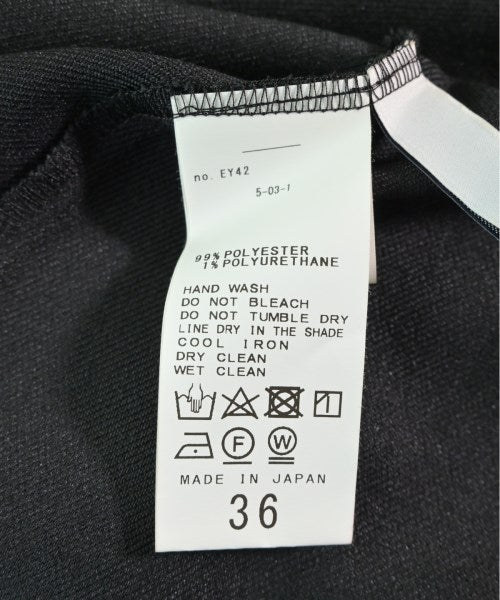 no. EY42
5-03-1
99% POLYESTER
1% POLYURETHANE
HAND WASH
DO NOT BLEACH
DO NOT TUMBLE DRY
LINE DRY IN THE SHADE
COOL IRON
DRY CLEAN
WET CLEAN
F W
MADE IN JAPAN
36